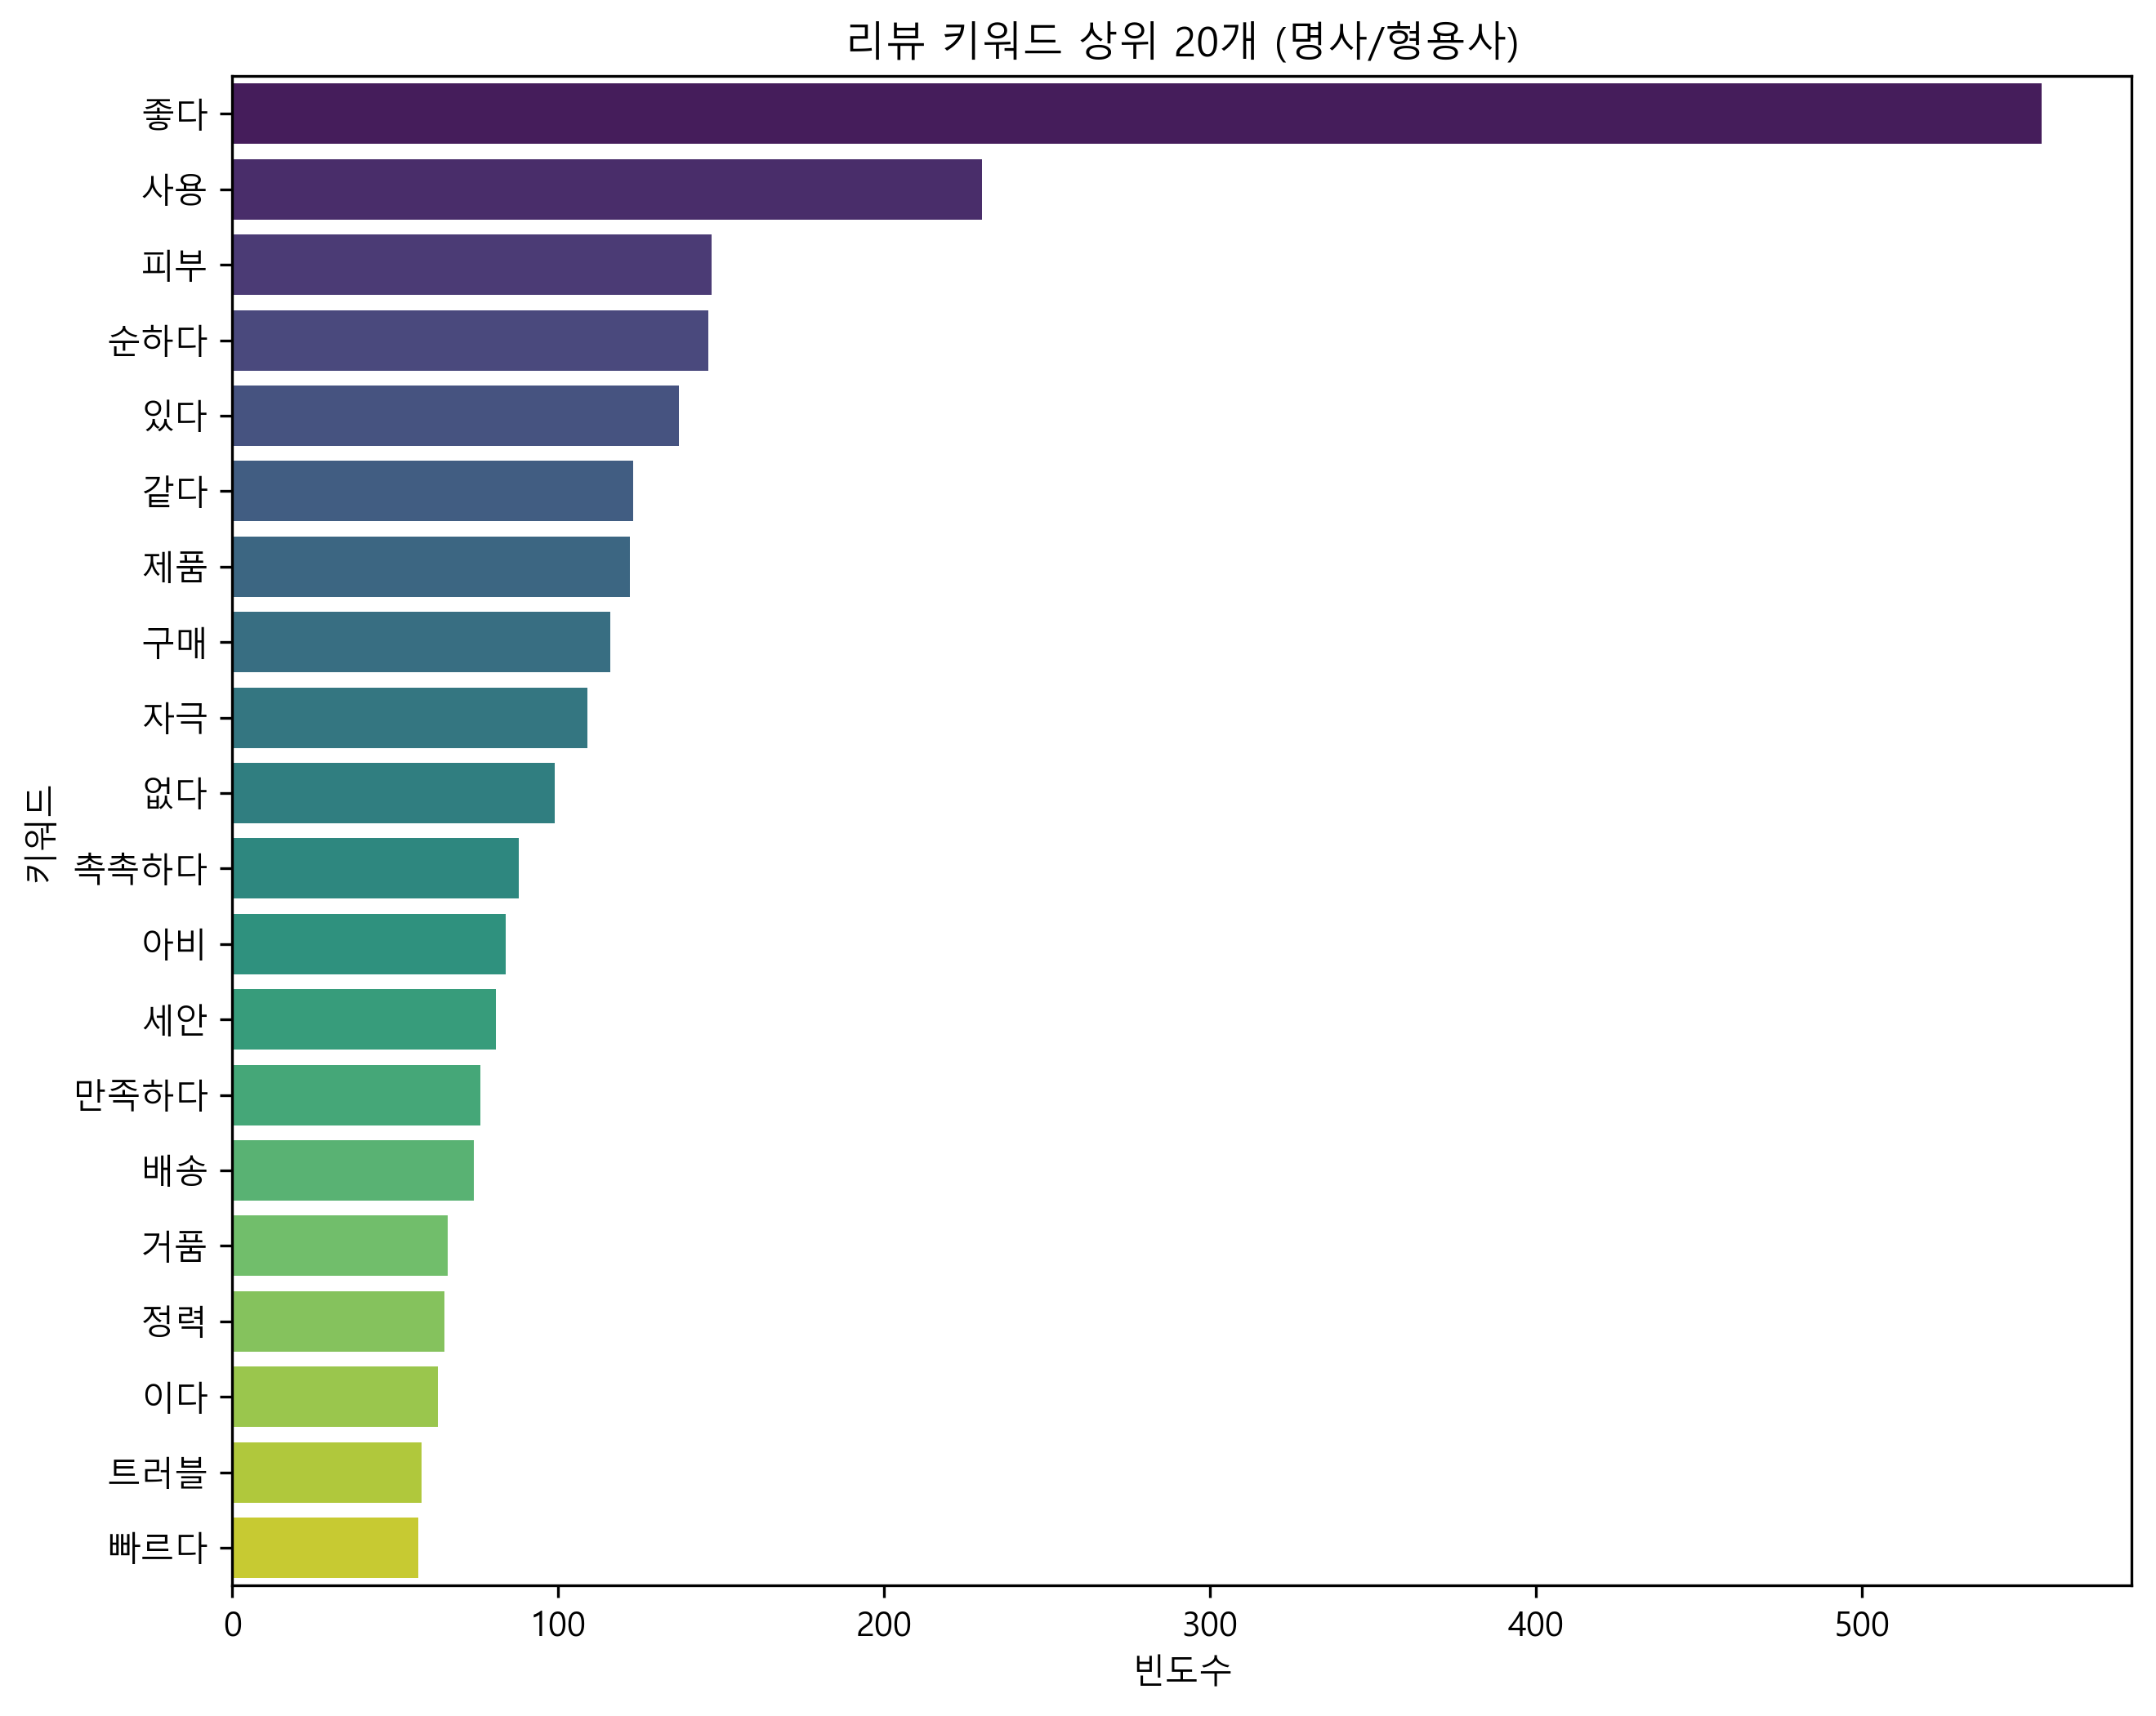 리뷰 키워드 상위 20개 (명사/형용사)
키워드
좋다
사용
피부
순하다
있다
같다
제품
구매
자극
없다
촉촉하다
아비
세안
만족하다
배송
거품
정력
이다
트러블
빠르다
0 100 200 300 400 500
빈도수